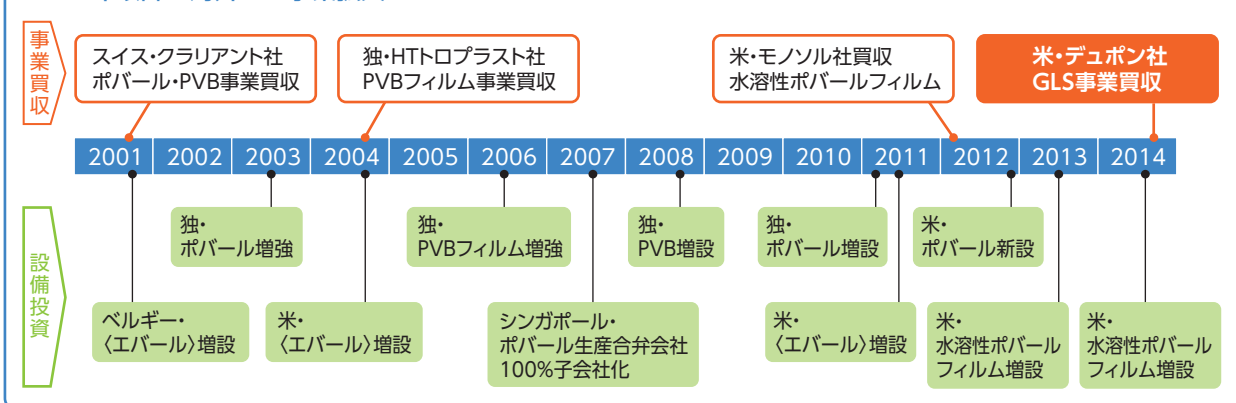 事業買収
スイス・クラリアント社
ポバール・PVB事業買収
独・HTトロプラスト社
PVBフィルム事業買収
米・モノソル社買収
水溶性ポバールフィルム
米・デュポン社
GLS事業買収
2001 2002 2003 2004 2005 2006 2007 2008 2009 2010 2011 2012 2013 2014
設備投資
独・
ポバール増強
独・
PVBフィルム増強
独・
PVB増設
独・
ポバール増設
米・
ポバール新設
ベルギー・
〈エバール〉増設
米・
〈エバール〉増設
シンガポール・
ポバール生産合弁会社
100%子会社化
米・
〈エバール〉増設
米・
水溶性ポバール
フィルム増設
米・
水溶性ポバール
フィルム増設